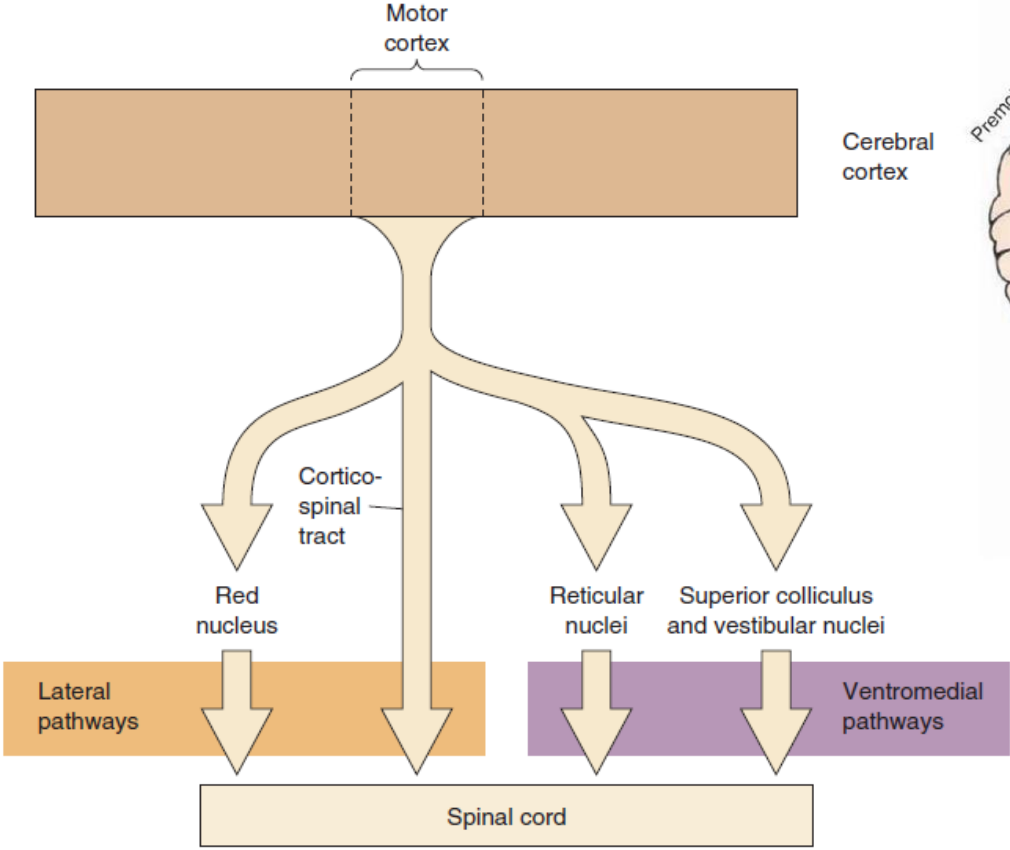 Motor
cortex
Cerebral
cortex
Cortico-
spinal
tract
Red
nucleus
Reticular
nuclei
Superior colliculus
and vestibular nuclei
Lateral
pathways
Ventromedial
pathways
Spinal cord